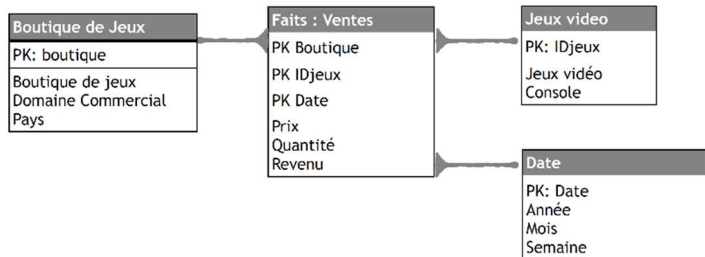 Boutique de Jeux
PK: boutique
Boutique de jeux
Domaine Commercial
Pays
Faits : Ventes
PK Boutique
PK IDjeux
PK Date
Prix
Quantité
Revenu
Jeux video
PK: IDjeux
Jeux vidéo
Console
Date
PK: Date
Année
Mois
Semaine